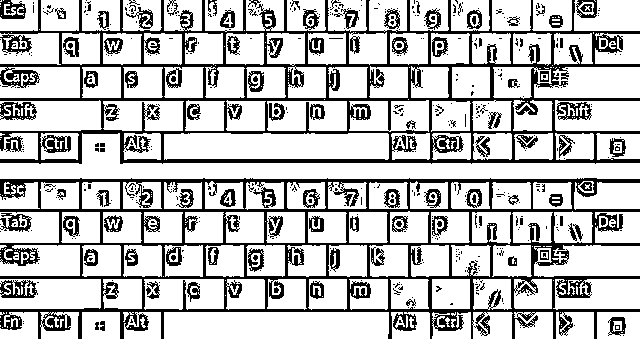 Esc 1 2 3 4 5 6 7 8 9 0 =
Tab q w e r t y u i o p [ ] \ Del
Caps a s d f g h j k l 回车
Shift z x c v b n m / Shift
Fn Ctrl Alt Alt Ctrl
Esc 1 2 3 4 5 6 7 8 9 0 =
Tab q w e r t y u i o p [ ] \ Del
Caps a s d f g h j k l 回车
Shift z x c v b n m / Shift
Fn Ctrl Alt Alt Ctrl